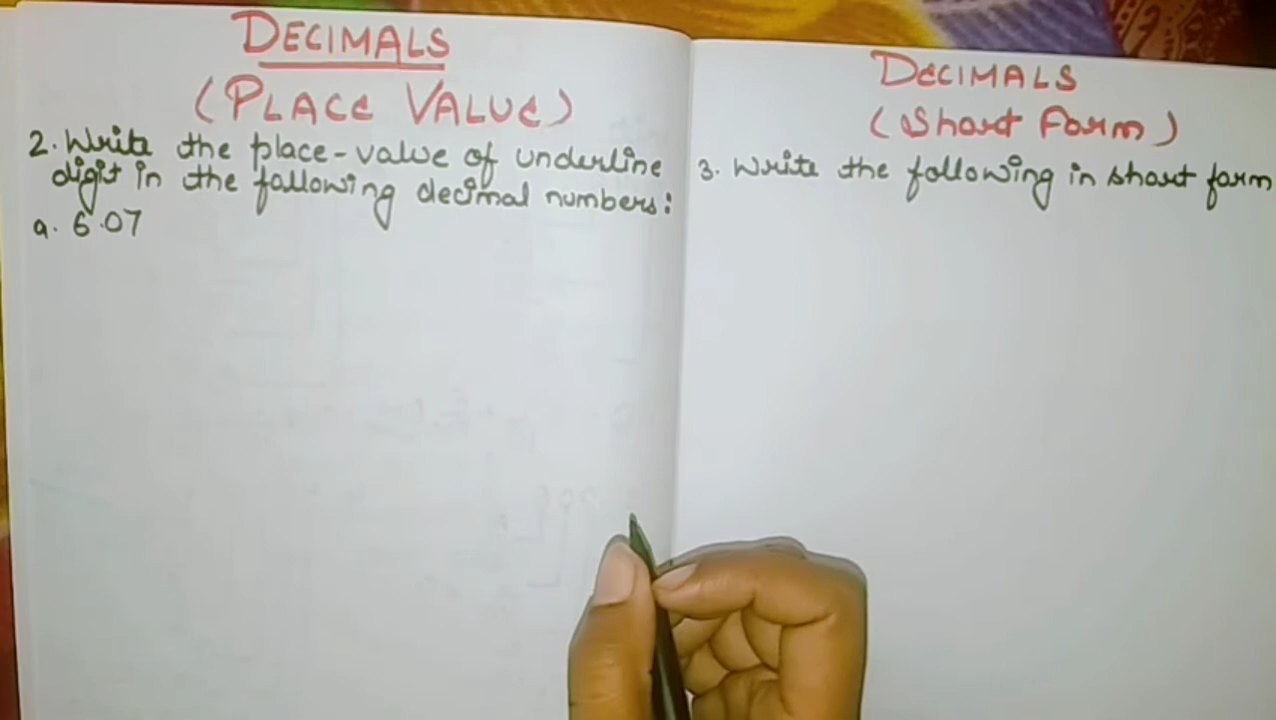 DECIMALS
(PLACE VALUE)
2. Write the place-value of underline
digit in the following decimal numbers:
a. 6.07
DECIMALS
(Short Form)
3. Write the following in short form